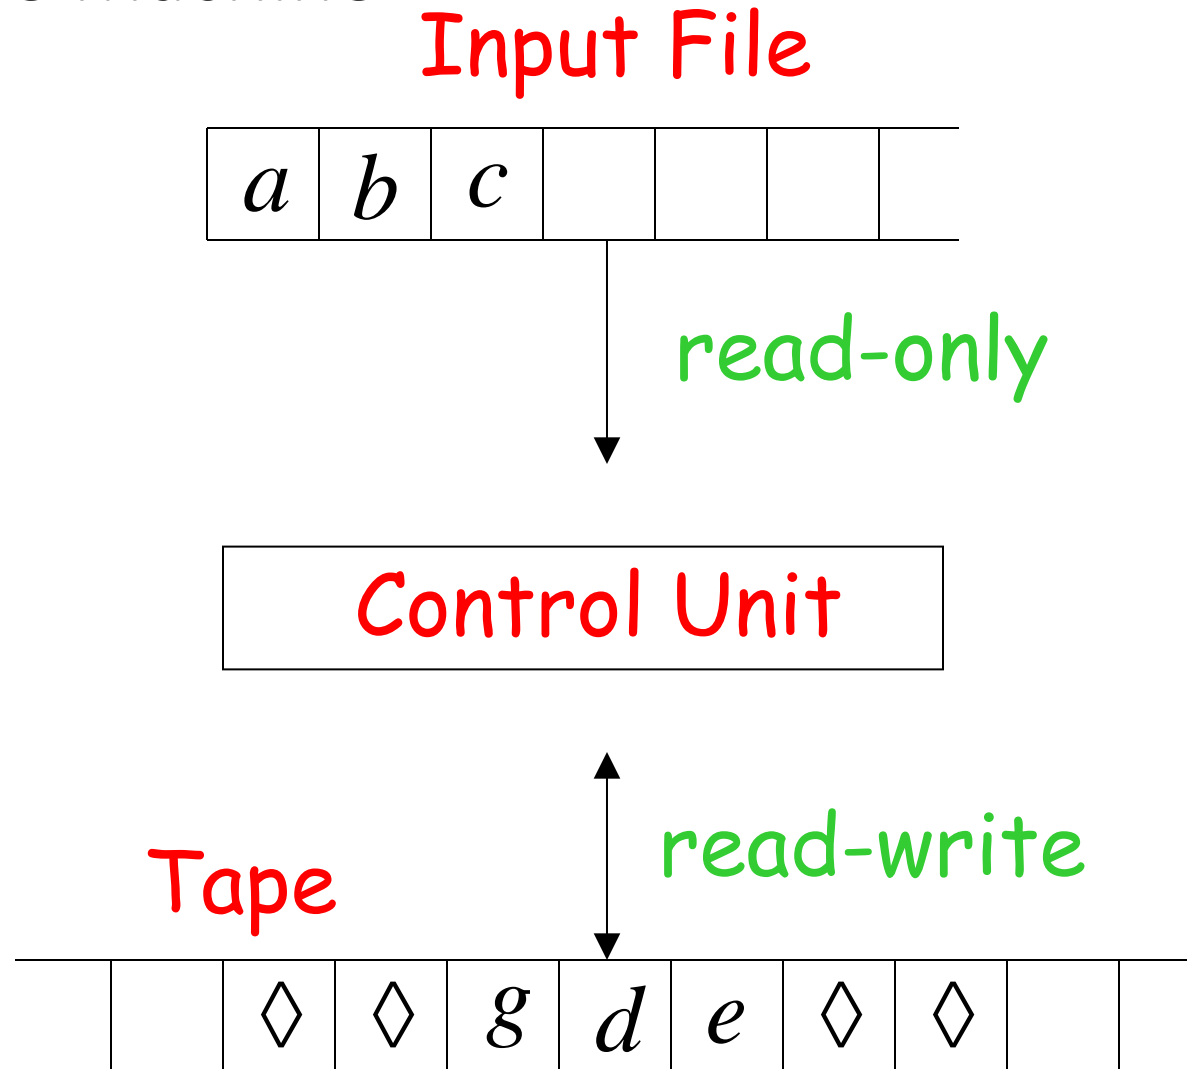 Input File
a b c
read-only
Control Unit
read-write
Tape
◊ ◊ g d e ◊ ◊